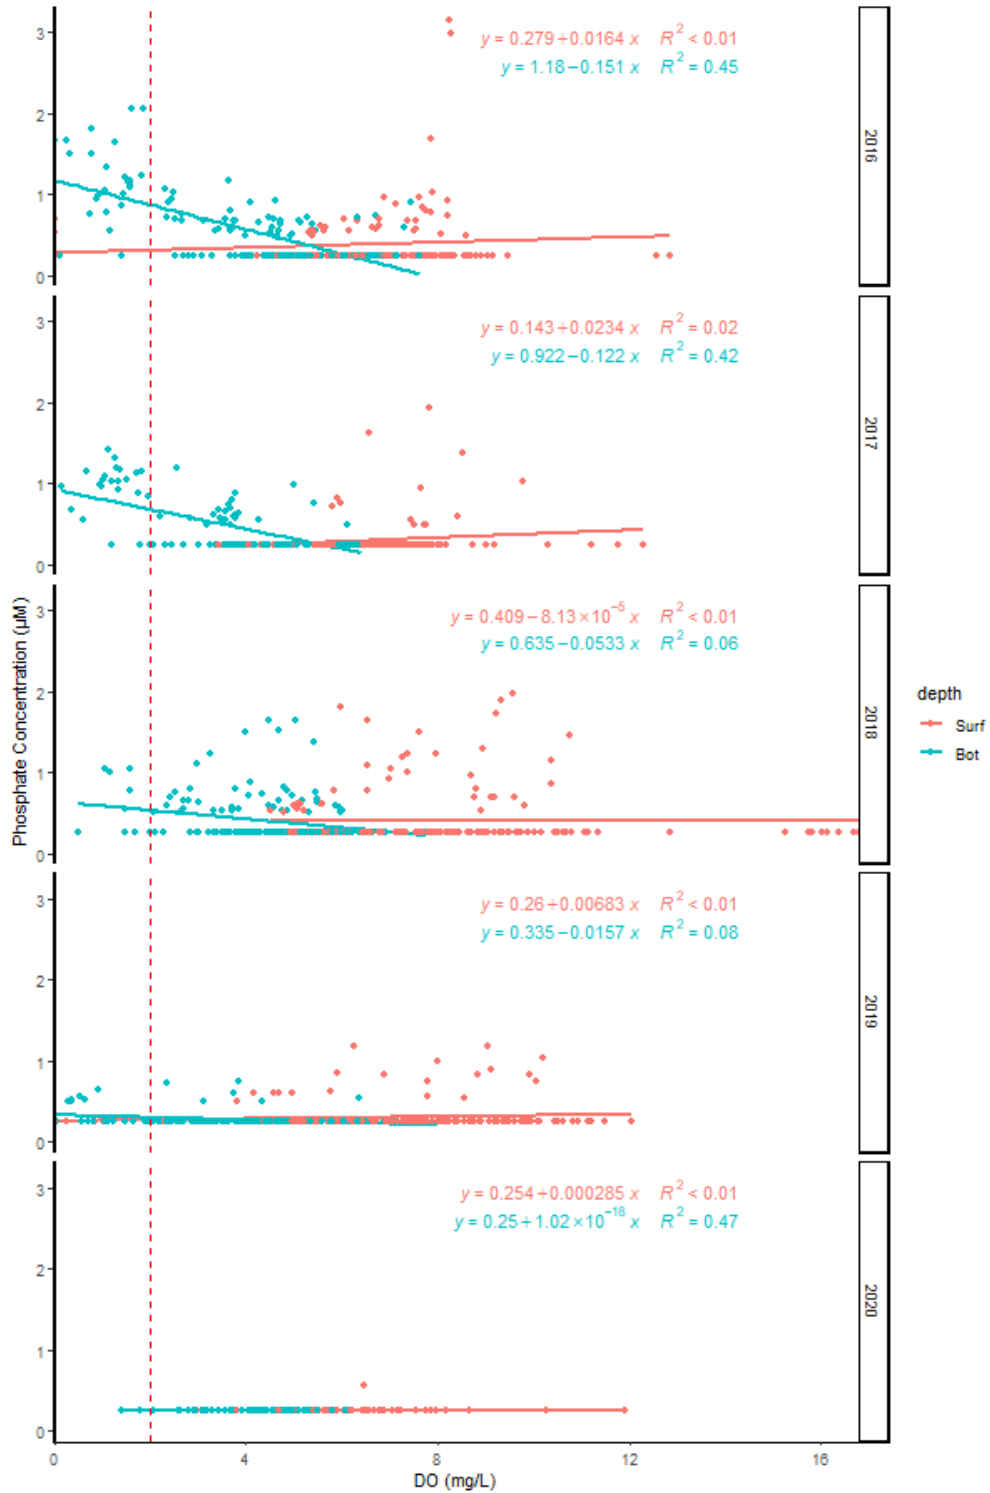 3
2
1
0
y = 0.279+0.0164 x R² < 0.01
y = 1.18−0.151 x R² = 0.45
2016
3
2
1
0
y = 0.143+0.0234 x R² = 0.02
y = 0.922−0.122 x R² = 0.42
2017
Phosphate Concentration (µM)
3
2
1
0
y = 0.409−8.13×10⁻⁵ x R² < 0.01
y = 0.635−0.0533 x R² = 0.06
2018
depth
Surf
Bot
3
2
1
0
y = 0.26+0.00683 x R² < 0.01
y = 0.335−0.0157 x R² = 0.08
2019
3
2
1
0
y = 0.254+0.000285 x R² < 0.01
y = 0.25+1.02×10⁻¹⁸ x R² = 0.47
2020
0 4 8 12 16
DO (mg/L)